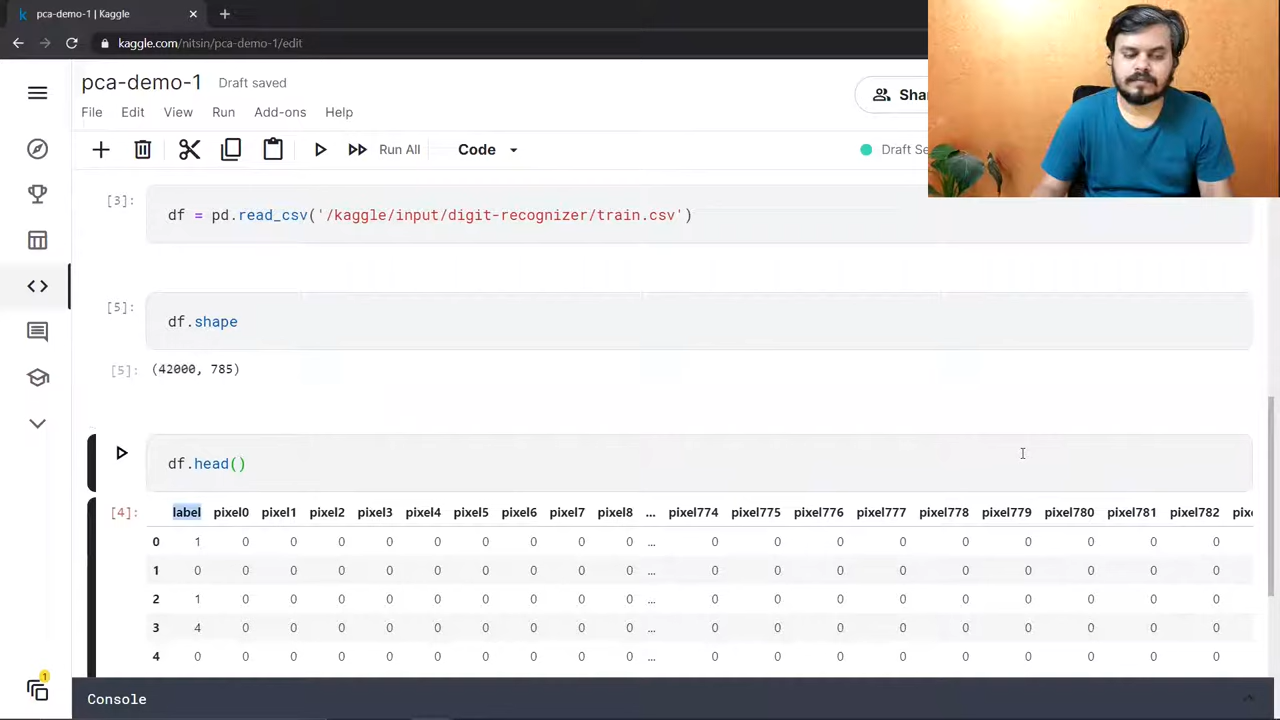 pca-demo-1 | Kaggle
kaggle.com/nitsin/pca-demo-1/edit
pca-demo-1 Draft saved
File Edit View Run Add-ons Help
Run All Code
[3]: df = pd.read_csv('/kaggle/input/digit-recognizer/train.csv')
[5]: df.shape
[5]: (42000, 785)
df.head()
[4]: label pixel0 pixel1 pixel2 pixel3 pixel4 pixel5 pixel6 pixel7 pixel8 ... pixel774 pixel775 pixel776 pixel777 pixel778 pixel779 pixel780 pixel781 pixel782
0 1 0 0 0 0 0 0 0 0 0 ... 0 0 0 0 0 0 0 0 0
1 0 0 0 0 0 0 0 0 0 0 ... 0 0 0 0 0 0 0 0 0
2 1 0 0 0 0 0 0 0 0 0 ... 0 0 0 0 0 0 0 0 0
3 4 0 0 0 0 0 0 0 0 0 ... 0 0 0 0 0 0 0 0 0
4 0 0 0 0 0 0 0 0 0 0 ... 0 0 0 0 0 0 0 0 0
1
Console